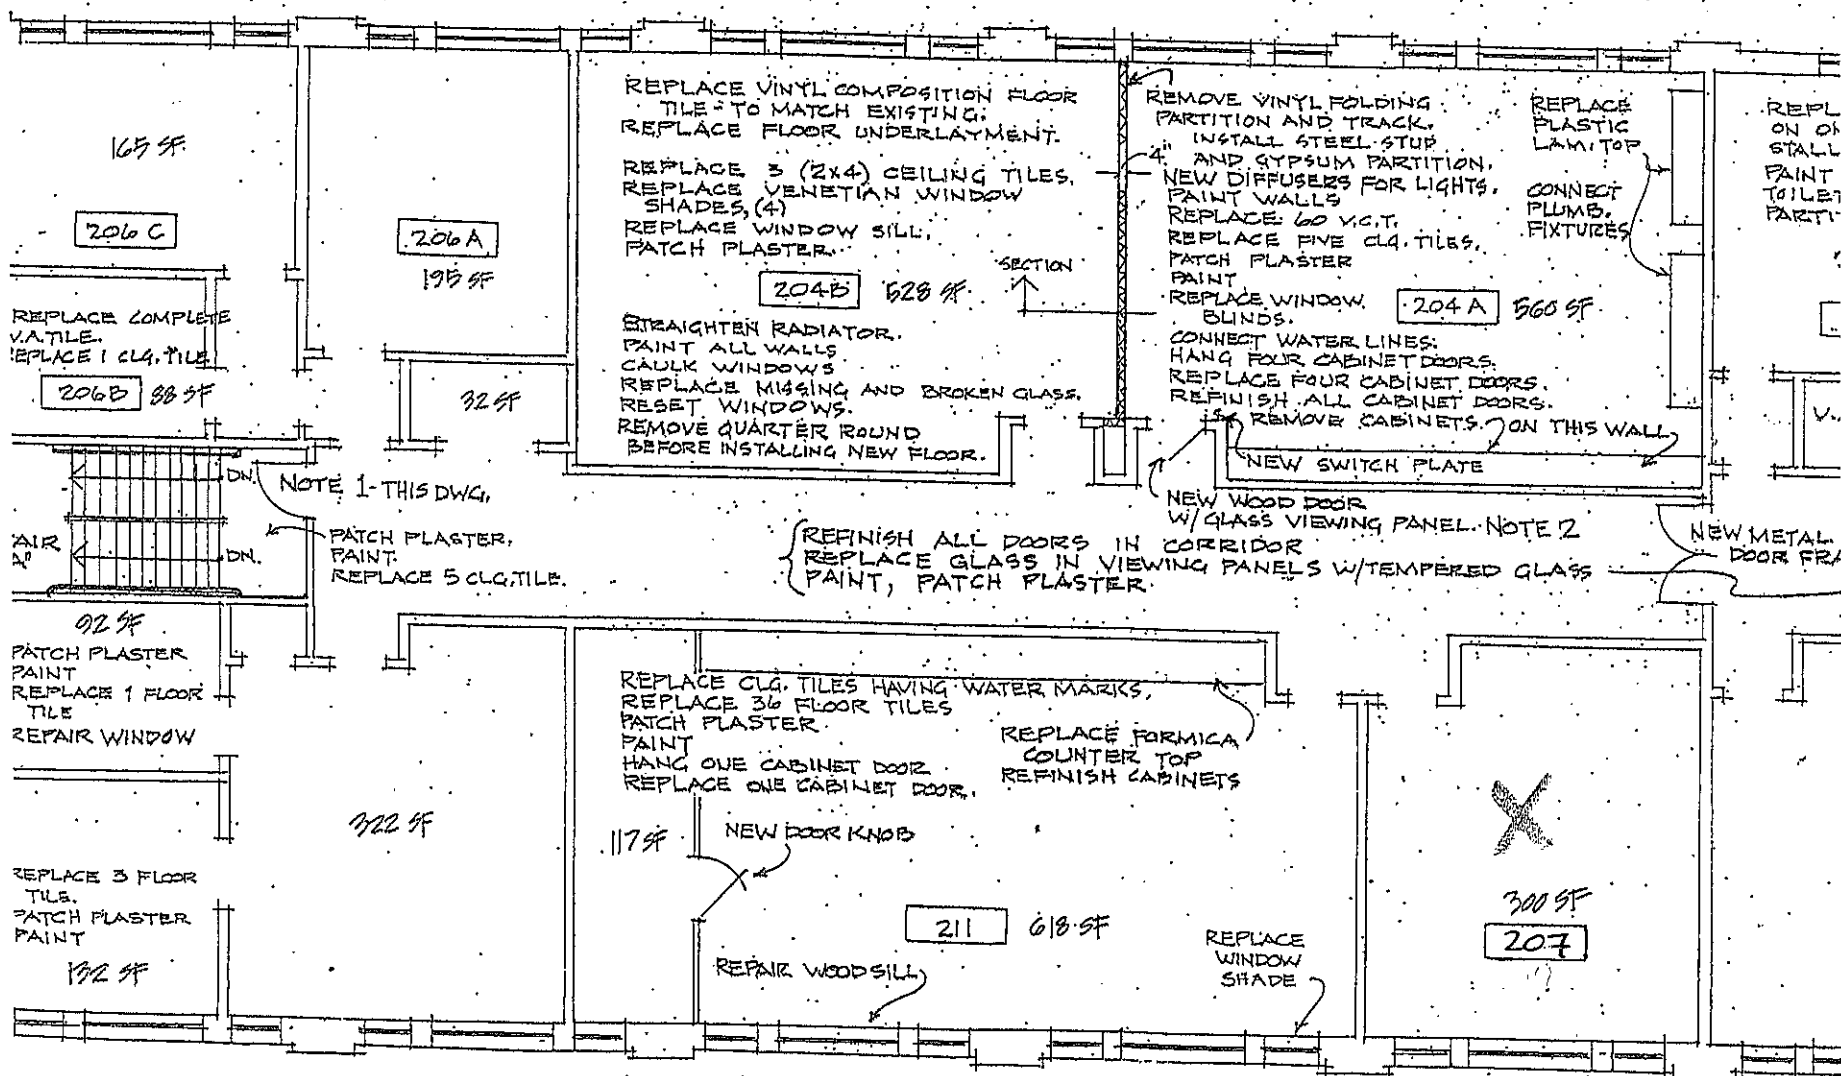 165 SF.
206 C
REPLACE COMPLETE
V.A. TILE.
REPLACE 1 CLG. TILE
206B 88 SF
206A
195 SF
32 SF
REPLACE VINYL COMPOSITION FLOOR
TILE - TO MATCH EXISTING.
REPLACE FLOOR UNDERLAYMENT.
REPLACE 3 (2x4) CEILING TILES.
REPLACE VENETIAN WINDOW
SHADES, (4)
REPLACE WINDOW SILL.
PATCH PLASTER.
204B 528 SF
SECTION
STRAIGHTEN RADIATOR.
PAINT ALL WALLS
CAULK WINDOWS
REPLACE MISSING AND BROKEN GLASS.
RESET WINDOWS.
REMOVE QUARTER ROUND
BEFORE INSTALLING NEW FLOOR.
REMOVE VINYL FOLDING
PARTITION AND TRACK.
INSTALL STEEL STUD
4" AND GYPSUM PARTITION.
NEW DIFFUSERS FOR LIGHTS.
PAINT WALLS
REPLACE 60 V.C.T.
REPLACE FIVE CLG. TILES.
PATCH PLASTER
PAINT
REPLACE WINDOW
BLINDS.
204 A 560 SF
CONNECT WATER LINES.
HANG FOUR CABINET DOORS.
REPLACE FOUR CABINET DOORS.
REFINISH ALL CABINET DOORS.
REMOVE CABINETS ON THIS WALL
NEW SWITCH PLATE
REPLACE
PLASTIC
LAM. TOP
CONNECT
PLUMB.
FIXTURES
REPL
ON
STALL
PAINT
TOILET
PARTI
V.
DN.
DN.
NOTE 1 - THIS DWG.
PATCH PLASTER.
PAINT.
REPLACE 5 CLG. TILE.
AIR
A"
NEW WOOD DOOR
W/ GLASS VIEWING PANEL. NOTE 2
REFINISH ALL DOORS IN CORRIDOR
REPLACE GLASS IN VIEWING PANELS W/TEMPERED GLASS
PAINT, PATCH PLASTER.
NEW METAL
DOOR FRA
92 SF
PATCH PLASTER
PAINT
REPLACE 1 FLOOR
TILE
REPAIR WINDOW
REPLACE 3 FLOOR
TILE.
PATCH PLASTER
PAINT
132 SF
322 SF
REPLACE CLG. TILES HAVING WATER MARKS.
REPLACE 36 FLOOR TILES
PATCH PLASTER
PAINT
HANG ONE CABINET DOOR
REPLACE ONE CABINET DOOR.
REPLACE FORMICA
COUNTER TOP
REFINISH CABINETS
117 SF
NEW DOOR KNOB
211 618 SF
REPAIR WOOD SILL
REPLACE
WINDOW
SHADE
X
300 SF
207